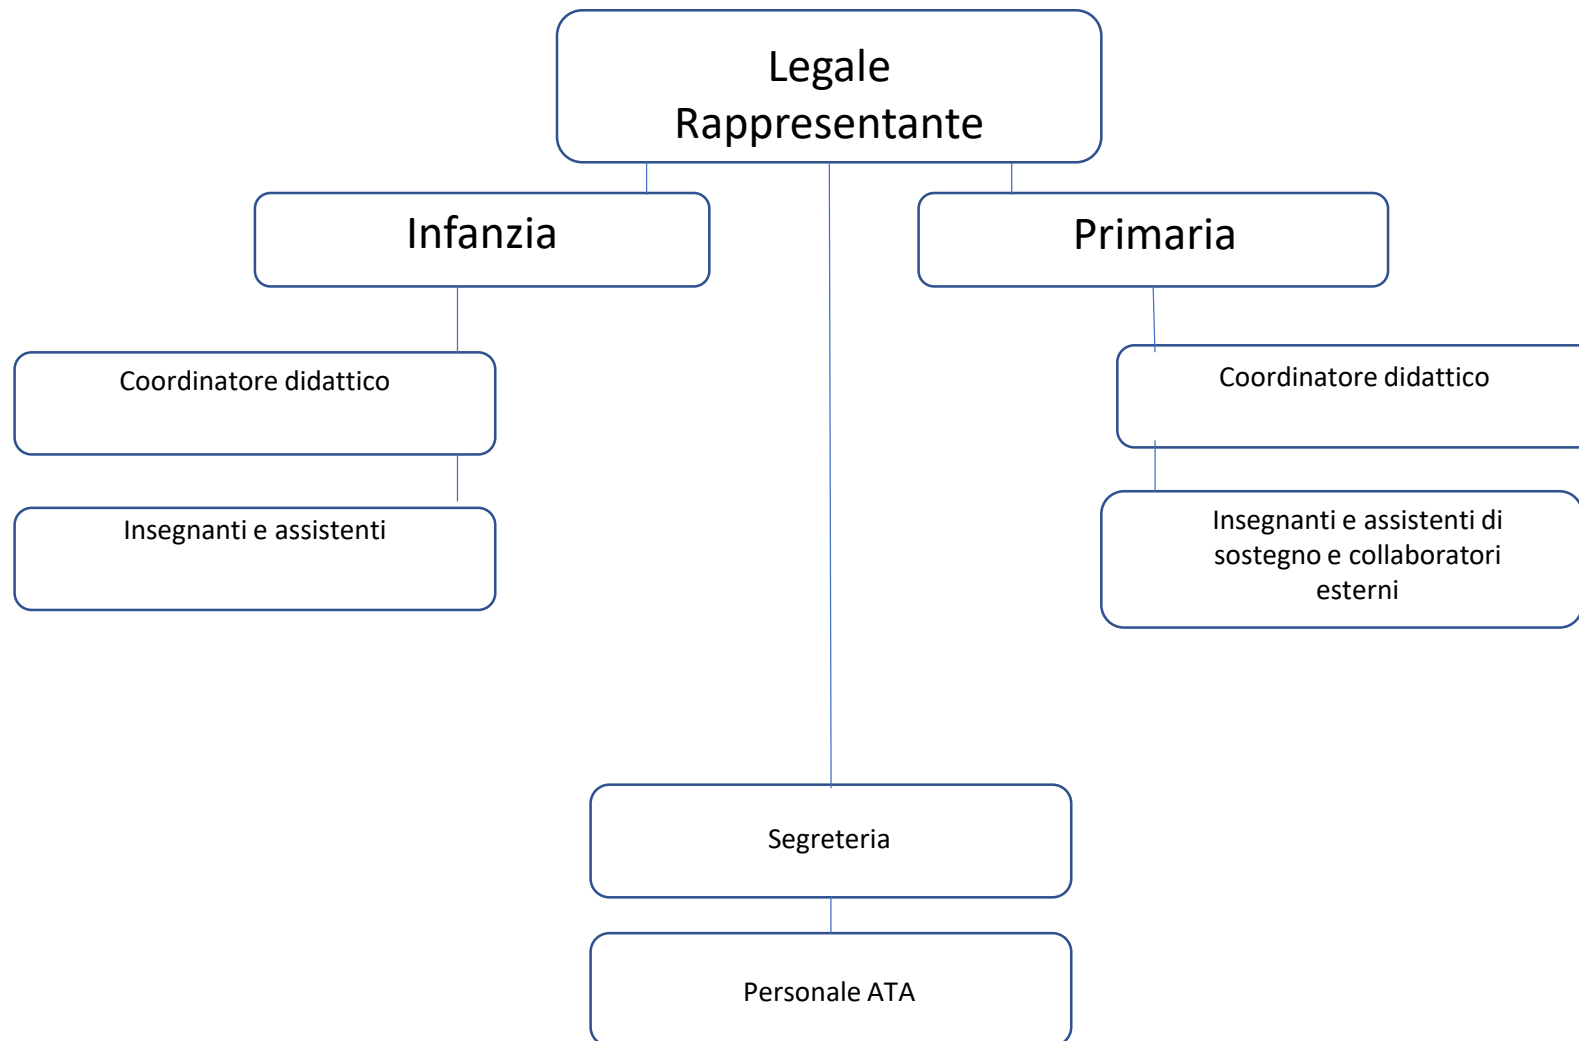 Legale
Rappresentante
Infanzia
Primaria
Coordinatore didattico
Coordinatore didattico
Insegnanti e assistenti
Insegnanti e assistenti di
sostegno e collaboratori
esterni
Segreteria
Personale ATA